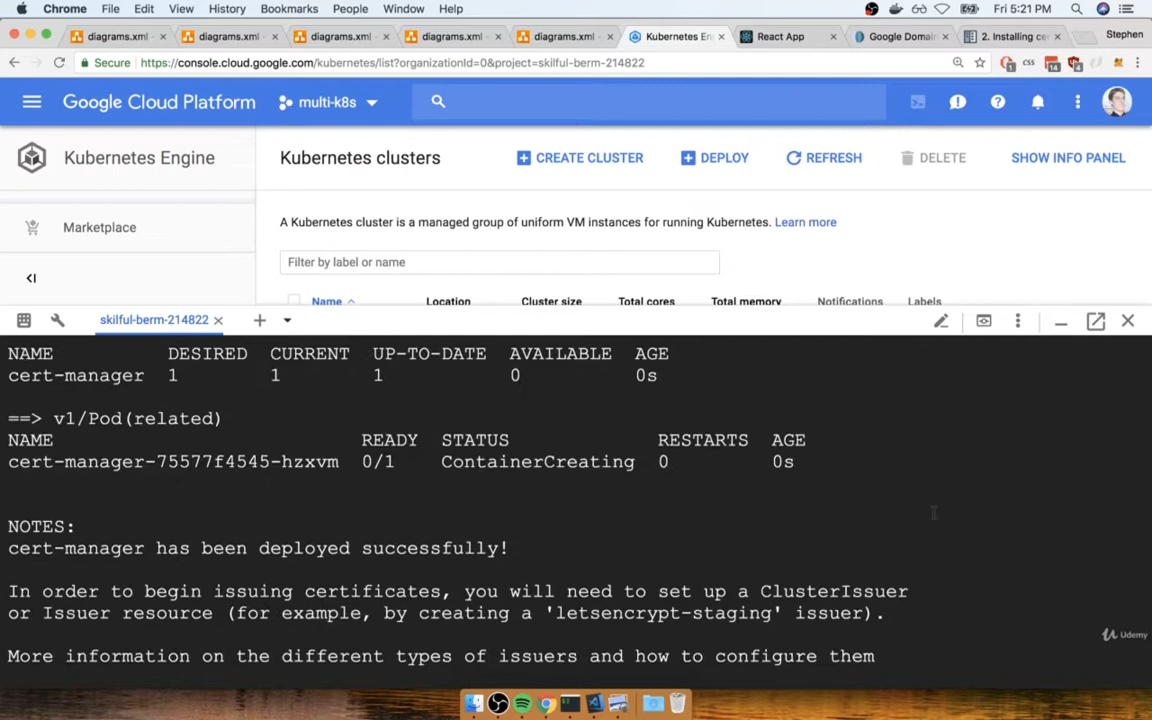 Chrome File Edit View History Bookmarks People Window Help Fri 5:21 PM
diagrams.xml - diagrams.xml - diagrams.xml - diagrams.xml - diagrams.xml - Kubernetes En React App Google Domain 2. Installing ce Stephen
Secure https://console.cloud.google.com/kubernetes/list?organizationId=0&project=skilful-berm-214822 1 CSS 14 4
Google Cloud Platform multi-k8s
Kubernetes Engine Kubernetes clusters CREATE CLUSTER DEPLOY REFRESH DELETE SHOW INFO PANEL
Marketplace A Kubernetes cluster is a managed group of uniform VM instances for running Kubernetes. Learn more
Filter by label or name
Name Location Cluster size Total cores Total memory Notifications Labels
skilful-berm-214822
NAME DESIRED CURRENT UP-TO-DATE AVAILABLE AGE
cert-manager 1 1 1 0 0s
==> v1/Pod(related)
NAME READY STATUS RESTARTS AGE
cert-manager-75577f4545-hzxvm 0/1 ContainerCreating 0 0s
NOTES:
cert-manager has been deployed successfully!
In order to begin issuing certificates, you will need to set up a ClusterIssuer
or Issuer resource (for example, by creating a 'letsencrypt-staging' issuer).
Udemy
More information on the different types of issuers and how to configure them